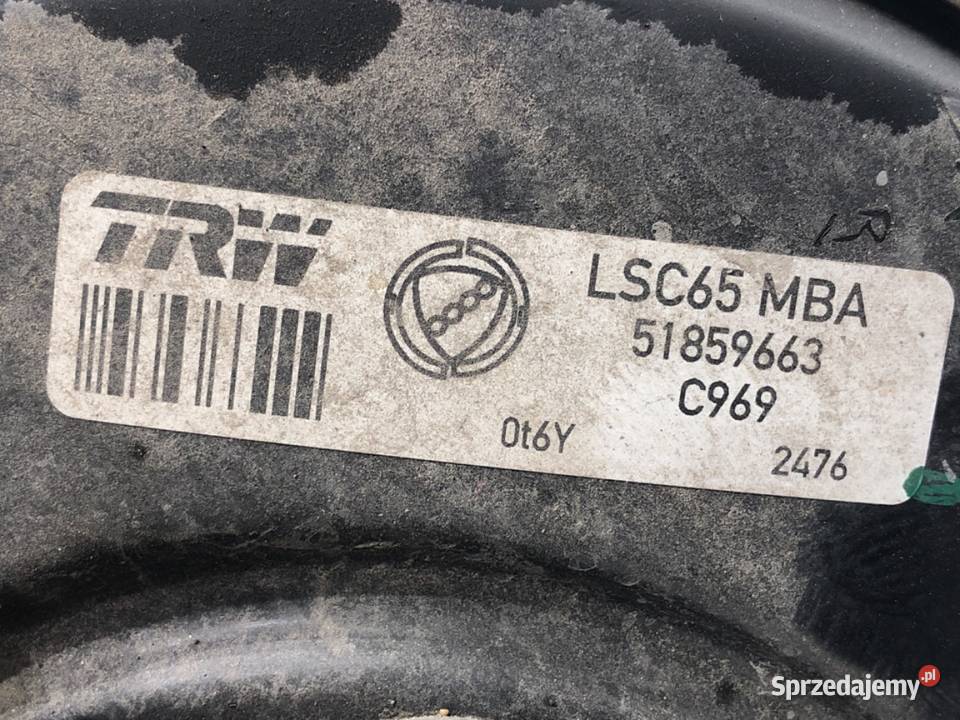 TRW
LSC65 MBA
51859663
C969
0t6Y
2476
Sprzedajemy.pl